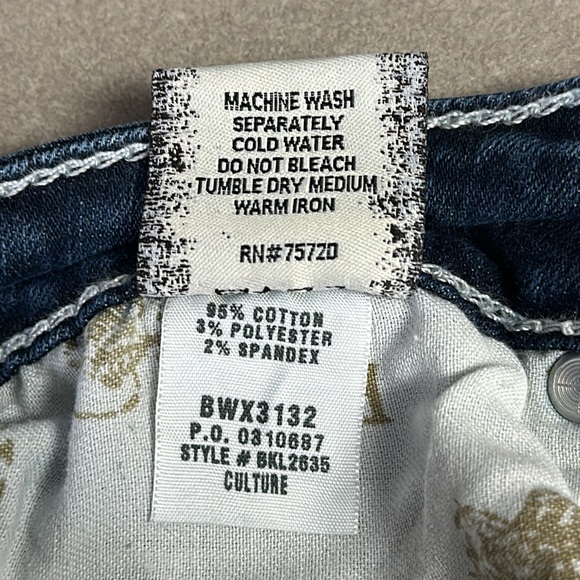 MACHINE WASH
SEPARATELY
COLD WATER
DO NOT BLEACH
TUMBLE DRY MEDIUM
WARM IRON
RN#75720
95% COTTON
3% POLYESTER
2% SPANDEX
BWX3132
P.O. 0310687
STYLE # BKL2635
CULTURE